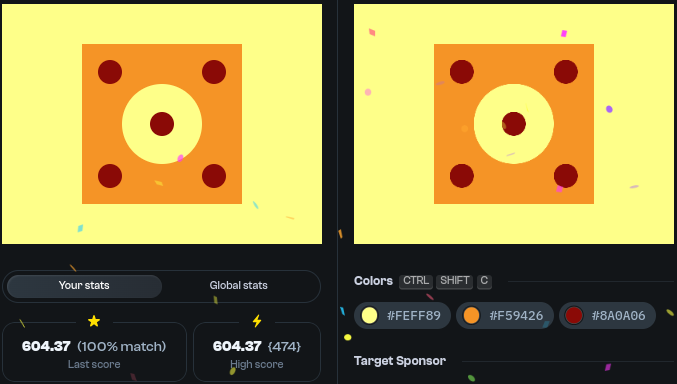 Colors CTRL SHIFT C
Your stats Global stats
#FEFF89 #F59426 #8A0A06
604.37 (100% match) 604.37 {474}
Last score High score
Target Sponsor